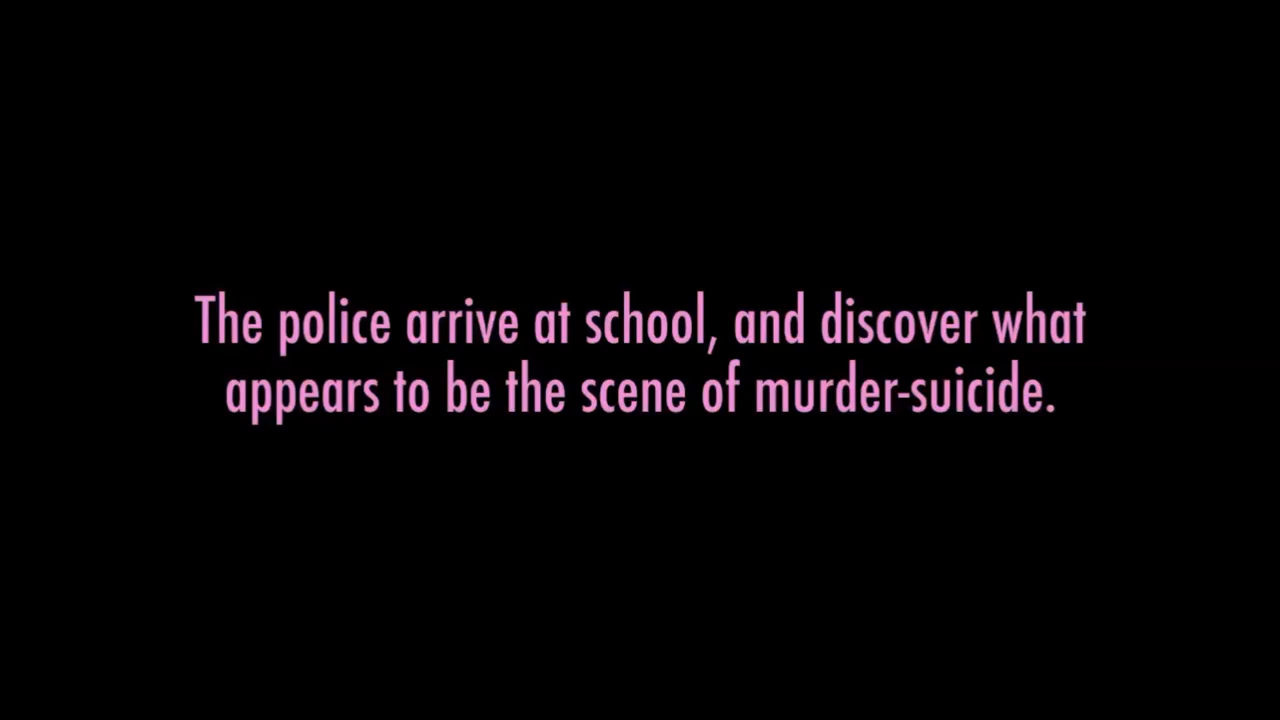 The police arrive at school, and discover what
appears to be the scene of murder-suicide.